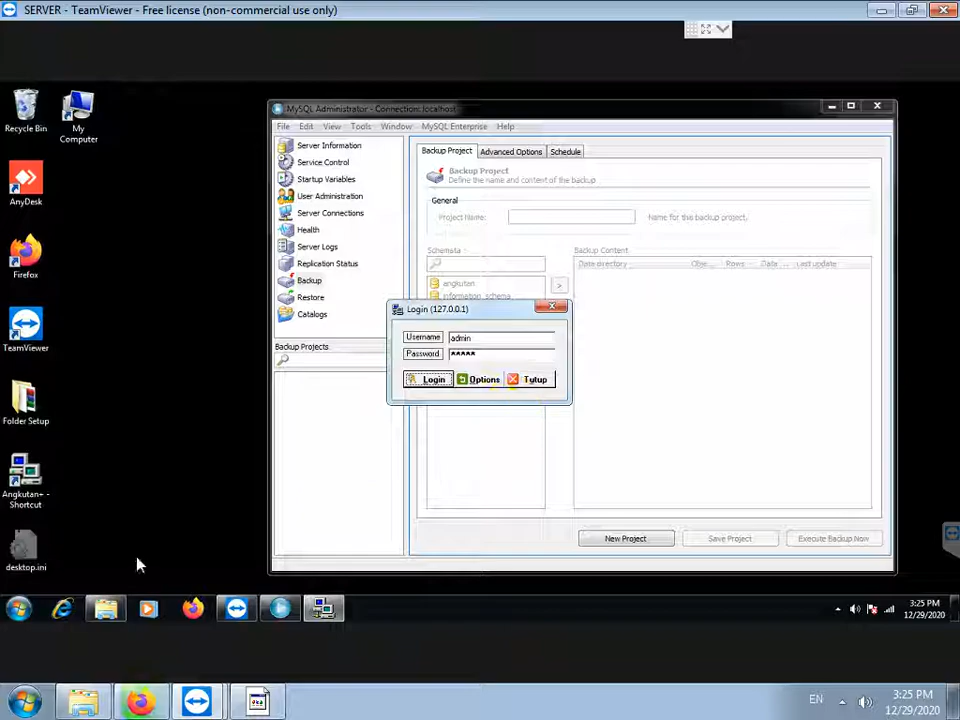 SERVER - TeamViewer - Free license (non-commercial use only)
Recycle Bin
My Computer
AnyDesk
Firefox
TeamViewer
Folder Setup
Angkutan+ - Shortcut
desktop.ini
MySQL Administrator - Connection: localhost
File Edit View Tools Window MySQL Enterprise Help
Server Information
Service Control
Startup Variables
User Administration
Server Connections
Health
Server Logs
Replication Status
Backup
Restore
Catalogs
Backup Projects
Backup Project Advanced Options Schedule
Backup Project
Define the name and content of the backup
General
Project Name:
Name for the backup project.
Schemata
angkutan
information_schema
>
Backup Content
Data directory Obje... Rows Data ... Last update
Login (127.0.0.1)
Username admin
Password *****
Login Options Tutup
New Project Save Project Execute Backup Now
3:25 PM
12/29/2020
EN
3:25 PM
12/29/2020